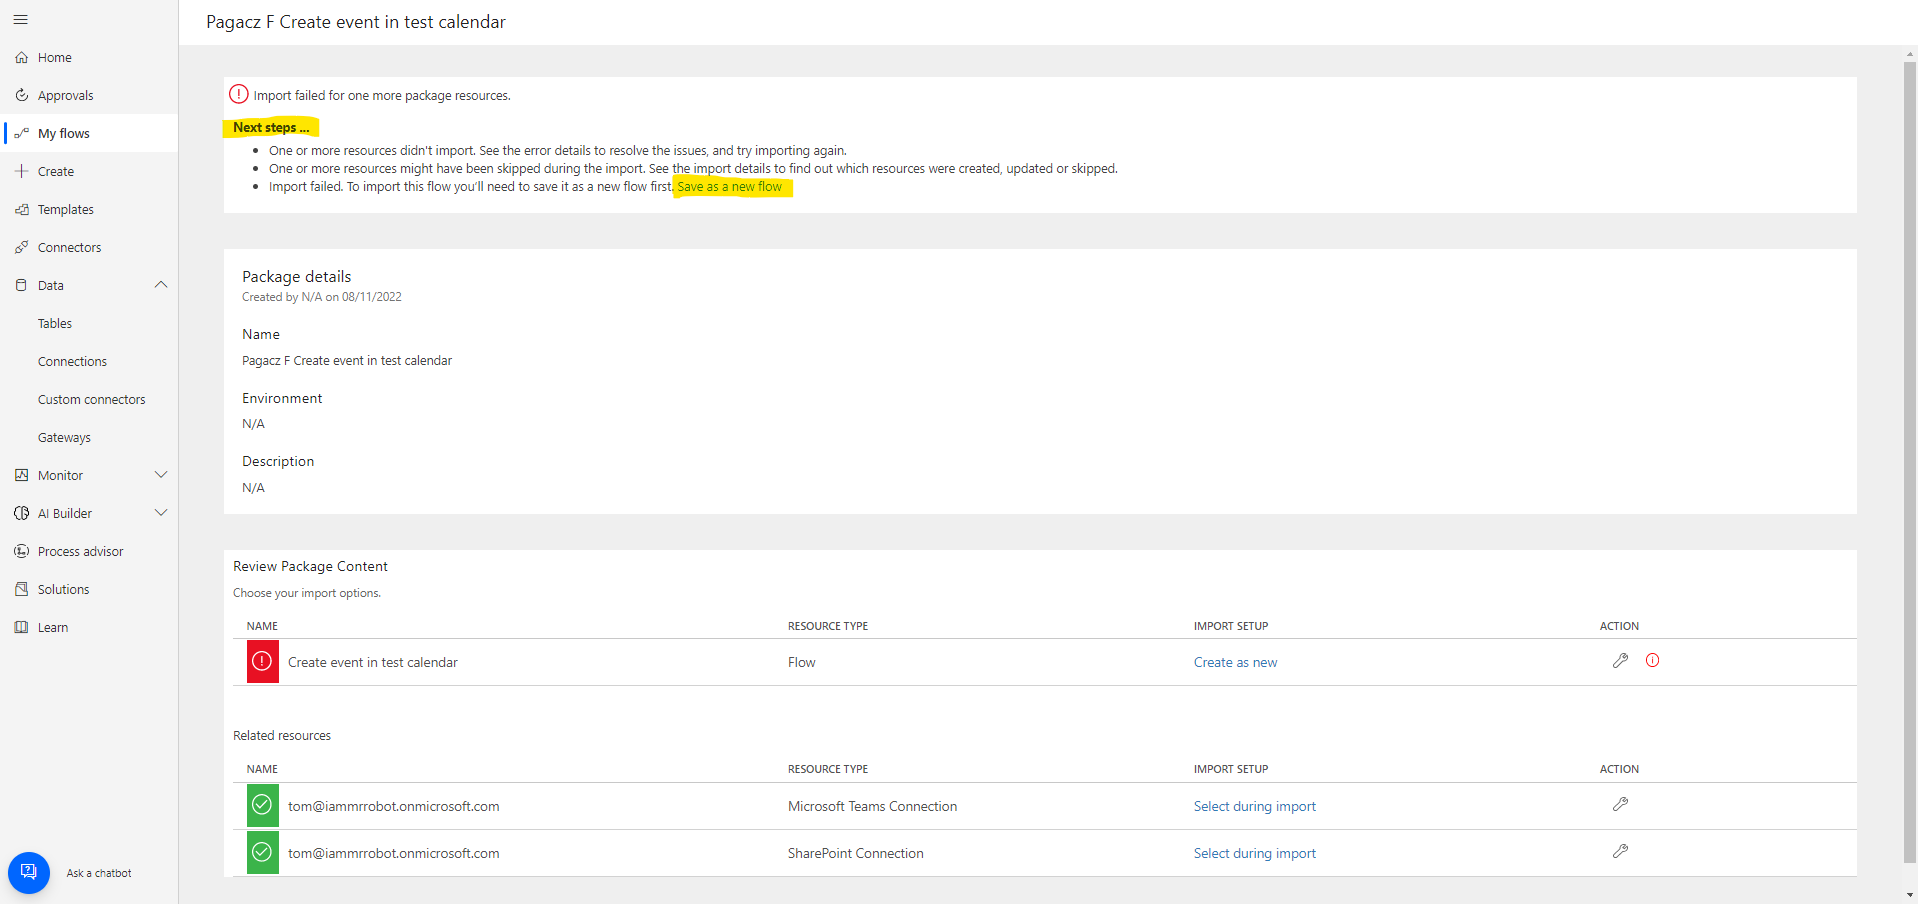 Pagacz F Create event in test calendar
Home
Approvals
My flows
Create
Templates
Connectors
Data
Tables
Connections
Custom connectors
Gateways
Monitor
AI Builder
Process advisor
Solutions
Learn
Ask a chatbot
Import failed for one more package resources.
Next steps ...
One or more resources didn't import. See the error details to resolve the issues, and try importing again.
One or more resources might have been skipped during the import. See the import details to find out which resources were created, updated or skipped.
Import failed. To import this flow you'll need to save it as a new flow first. Save as a new flow
Package details
Created by N/A on 08/11/2022
Name
Pagacz F Create event in test calendar
Environment
N/A
Description
N/A
Review Package Content
Choose your import options.
NAME RESOURCE TYPE IMPORT SETUP ACTION
Create event in test calendar Flow Create as new
Related resources
NAME RESOURCE TYPE IMPORT SETUP ACTION
tom@iammrrobot.onmicrosoft.com Microsoft Teams Connection Select during import
tom@iammrrobot.onmicrosoft.com SharePoint Connection Select during import